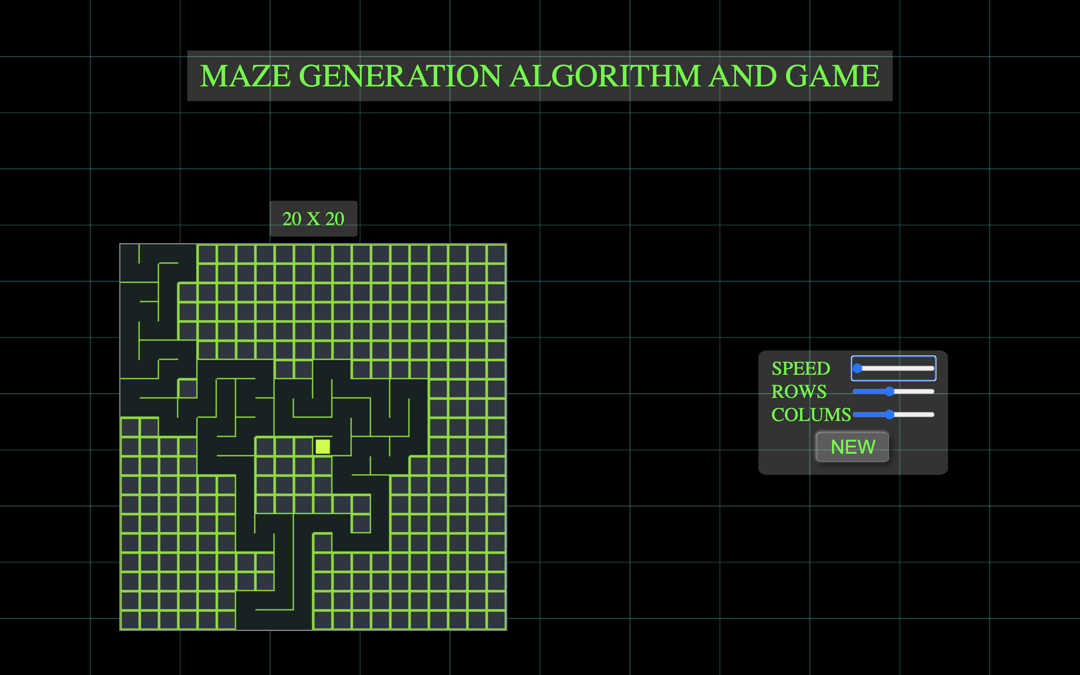 MAZE GENERATION ALGORITHM AND GAME
20 X 20
SPEED
ROWS
COLUMS
NEW